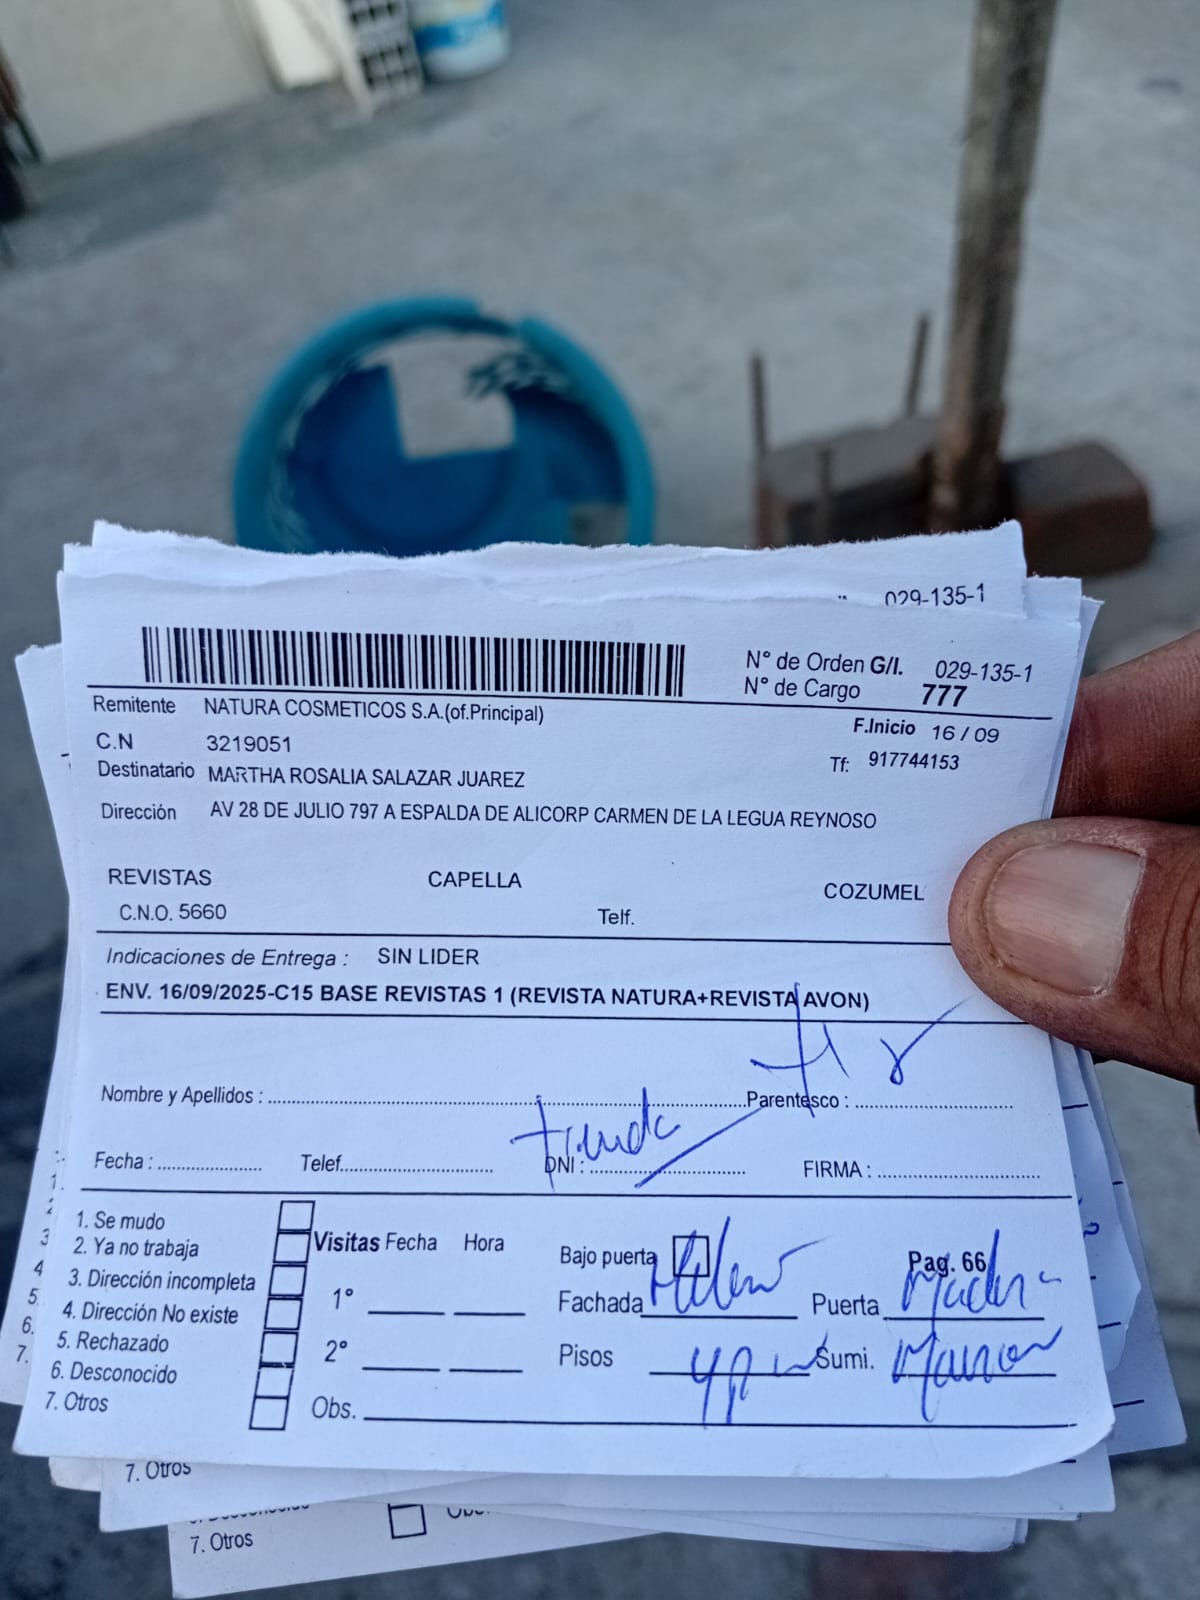 029-135-1
N° de Orden G/I. 029-135-1
N° de Cargo 777
Remitente NATURA COSMETICOS S.A.(of.Principal)
F.Inicio 16 / 09
C.N 3219051
Tf: 917744153
Destinatario MARTHA ROSALIA SALAZAR JUAREZ
Dirección AV 28 DE JULIO 797 A ESPALDA DE ALICORP CARMEN DE LA LEGUA REYNOSO
REVISTAS CAPELLA COZUMEL
C.N.O. 5660 Telf.
Indicaciones de Entrega : SIN LIDER
ENV. 16/09/2025-C15 BASE REVISTAS 1 (REVISTA NATURA+REVISTA AVON)
Nombre y Apellidos : Parentesco :
Tienda
Fecha : Telef. DNI : FIRMA :
1. Se mudo
2. Ya no trabaja
3. Dirección incompleta
4. Dirección No existe
5. Rechazado
6. Desconocido
7. Otros
Visitas Fecha Hora
1°
2°
Obs.
Bajo puerta Pag. 66
Fachada Puerta Madera
Pisos Sumi. Marron
7. Otros
7. Otros